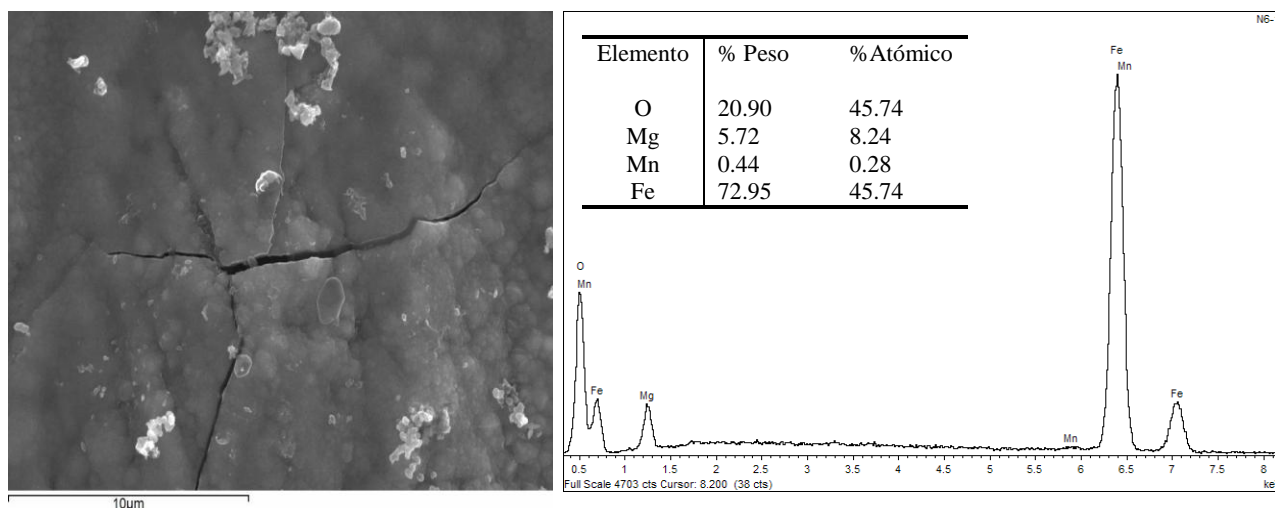 10µm
N6-
Elemento % Peso %Atómico
O 20.90 45.74
Mg 5.72 8.24
Mn 0.44 0.28
Fe 72.95 45.74
Fe
Mn
O
Mn
Fe
Mg
Mn
Fe
0.5 1 1.5 2 2.5 3 3.5 4 4.5 5 5.5 6 6.5 7 7.5 8
Full Scale 4703 cts Cursor: 8.200 (38 cts) ke